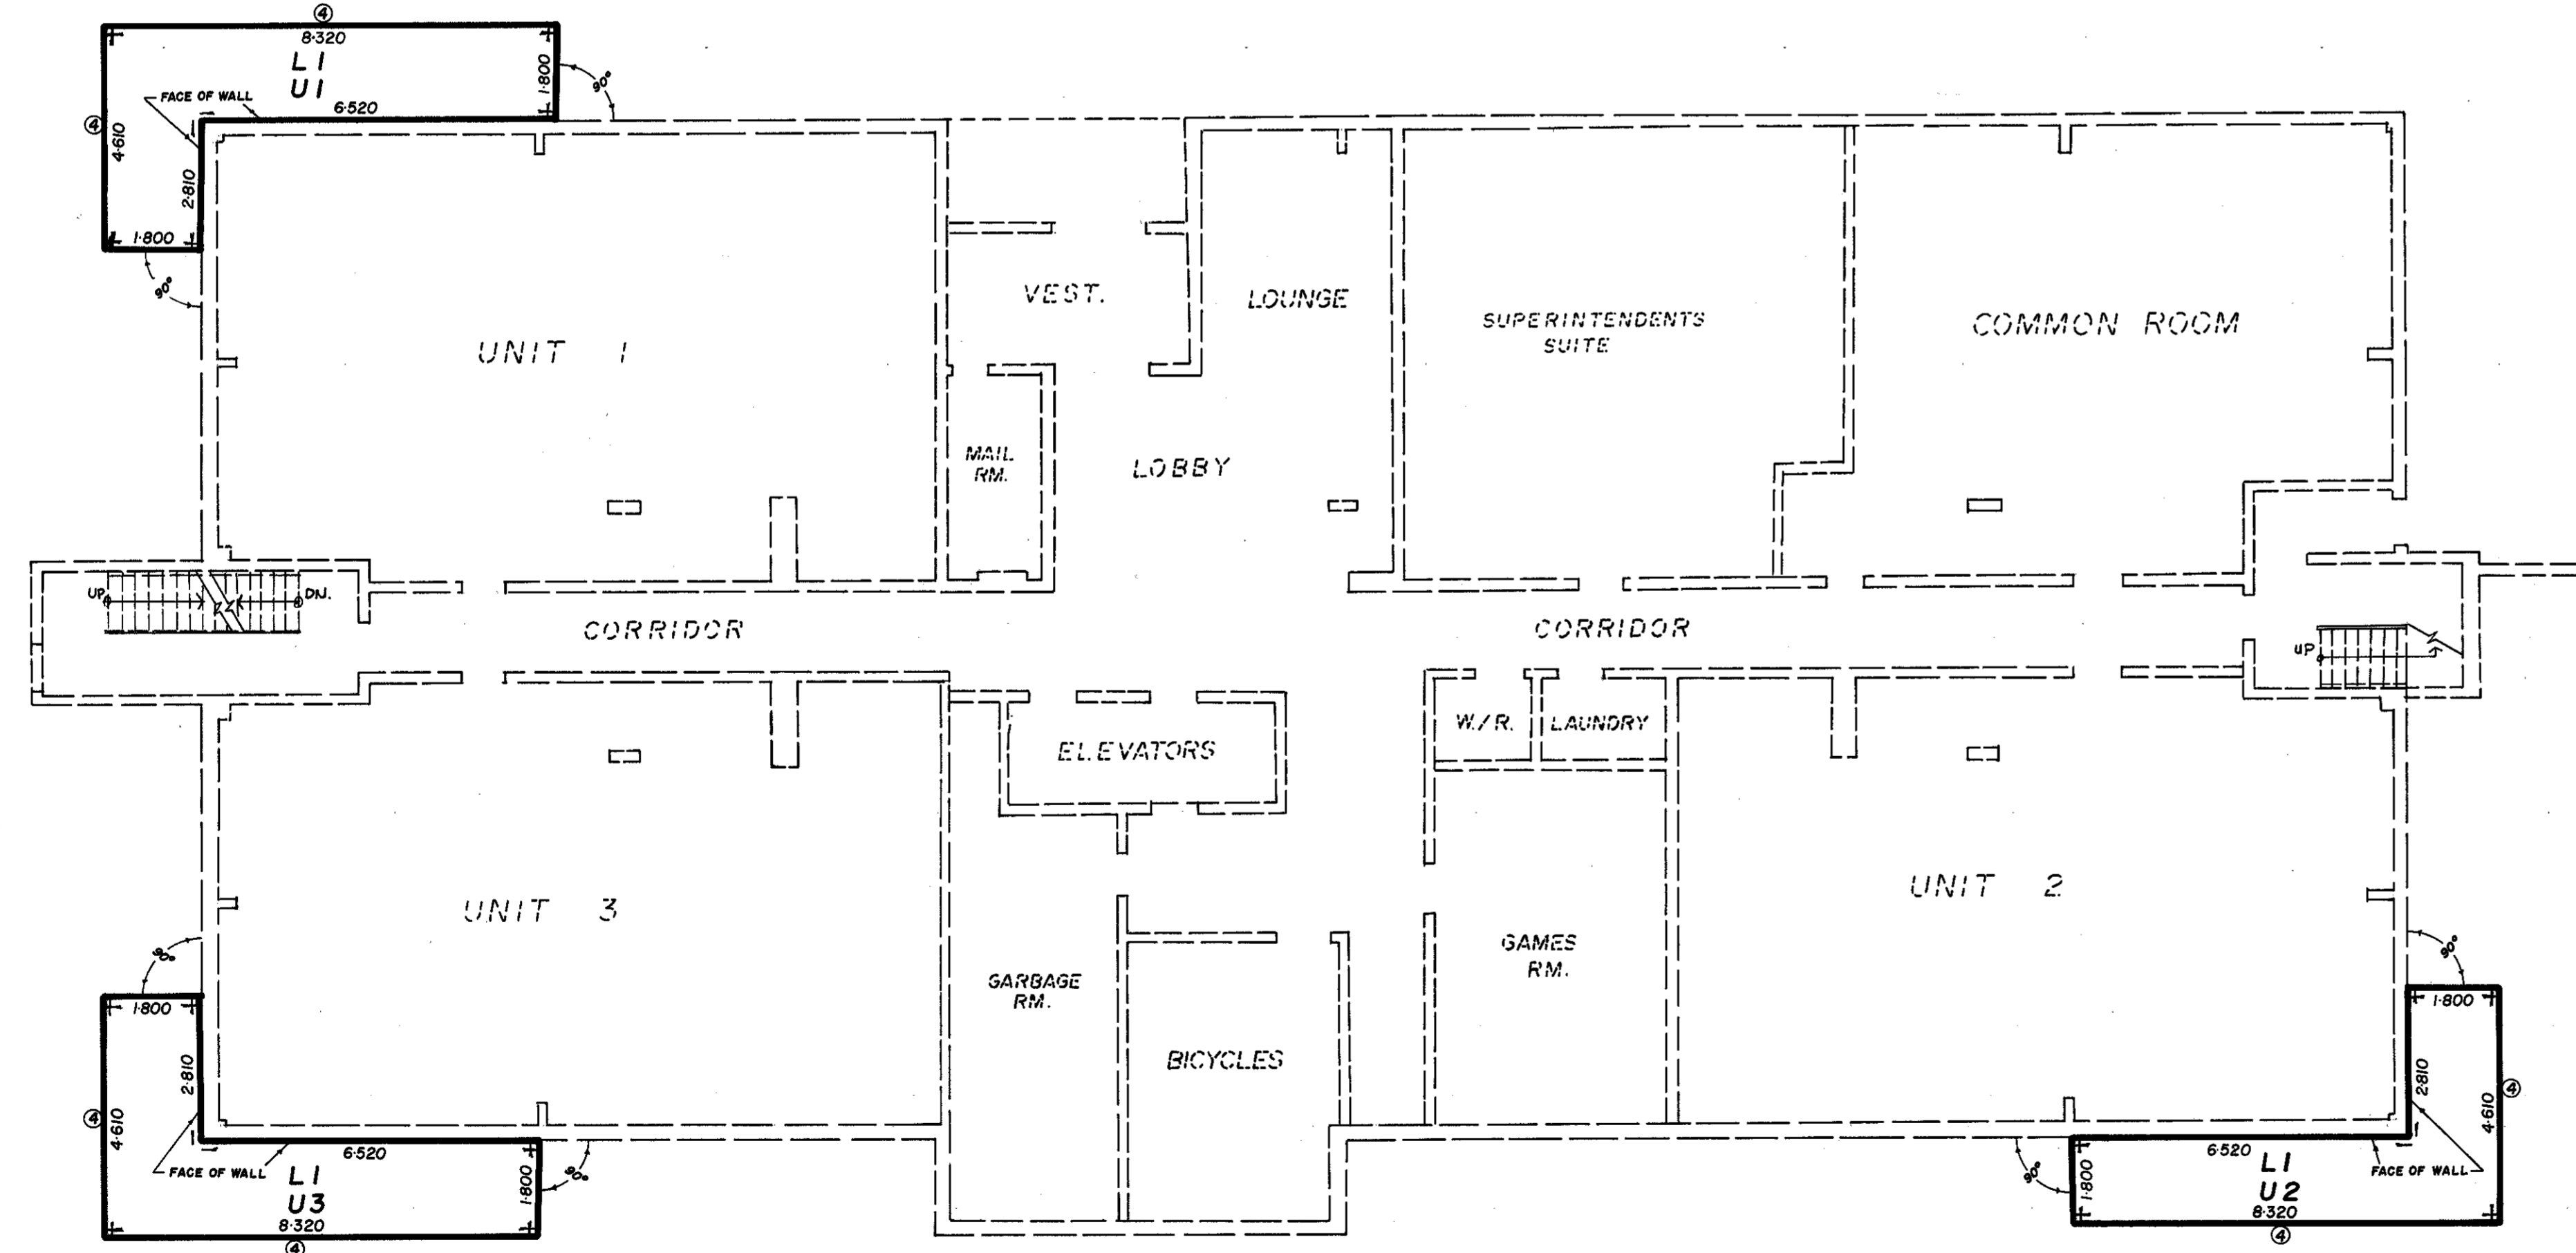 ④
8·320
L1
U1
1·800
90°
FACE OF WALL
6·520
④
4·610
2·810
1·800
90°
UNIT 1
VEST.
LOUNGE
SUPERINTENDENTS
SUITE
COMMON ROOM
MAIL
RM.
LOBBY
UP
DN.
CORRIDOR
CORRIDOR
UP
ELEVATORS
W./R.
LAUNDRY
UNIT 3
UNIT 2
GARBAGE
RM.
GAMES
RM.
BICYCLES
90°
1·800
2·810
④
4·610
FACE OF WALL
6·520
L1
U3
1·800
90°
8·320
④
90°
1·800
2810
④
4·610
6·520
FACE OF WALL
L1
U2
90°
1·800
8·320
④